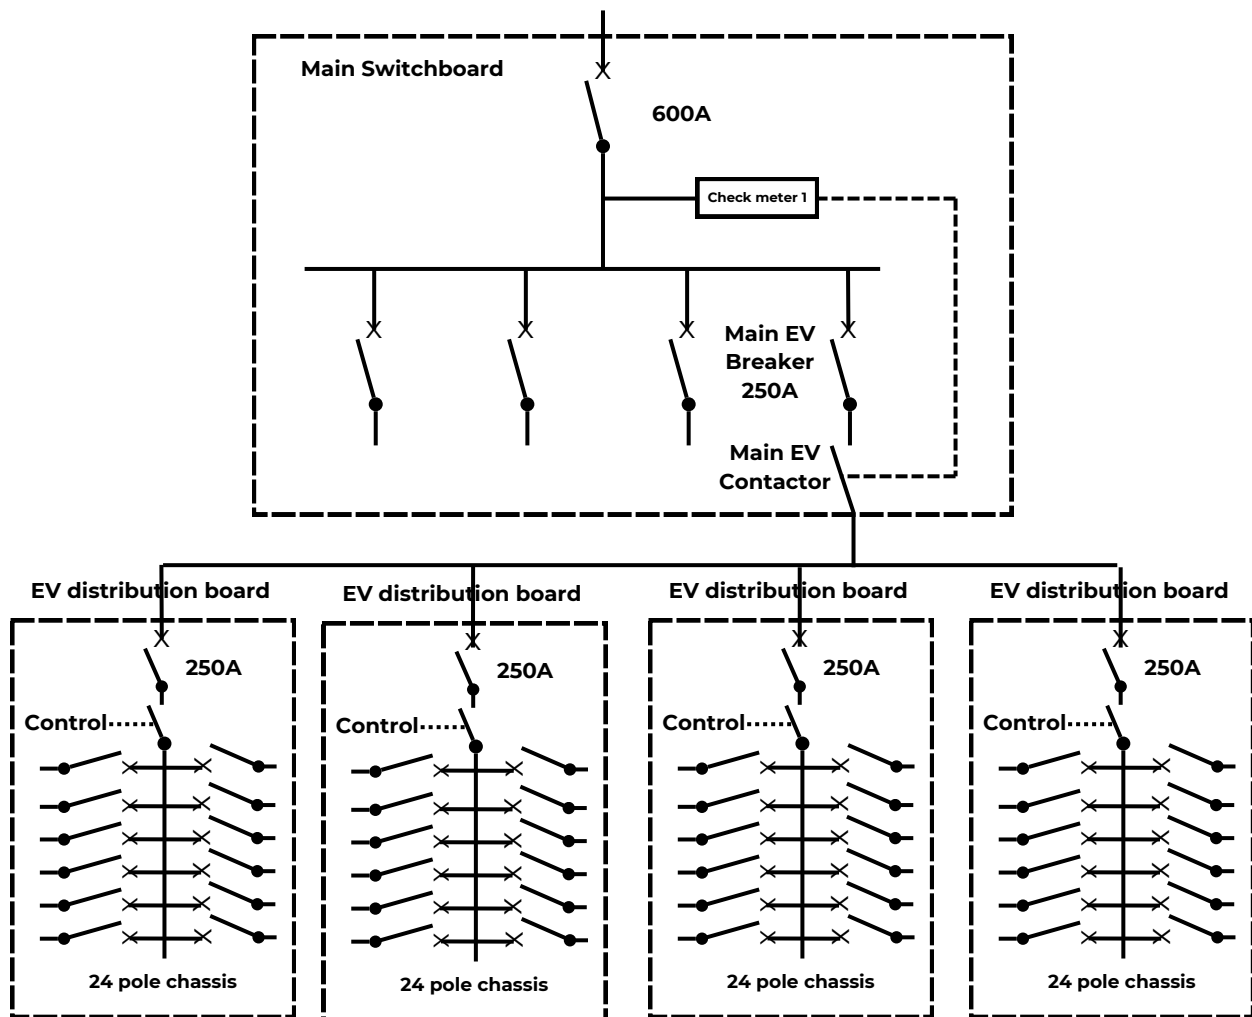 Main Switchboard
600A
Check meter 1
Main EV
Breaker
250A
Main EV
Contactor
EV distribution board
EV distribution board
EV distribution board
EV distribution board
250A
250A
250A
250A
Control
Control
Control
Control
24 pole chassis
24 pole chassis
24 pole chassis
24 pole chassis